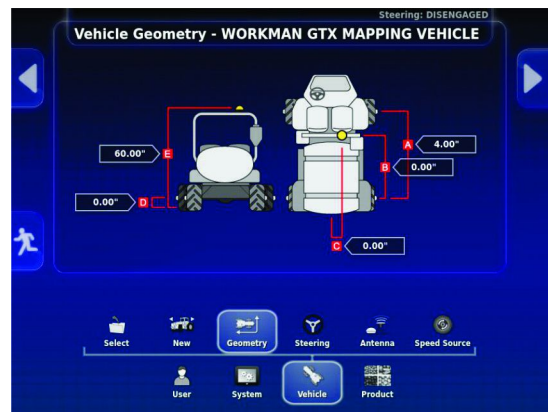 Steering: DISENGAGED
Vehicle Geometry - WORKMAN GTX MAPPING VEHICLE
60.00" E
A 4.00"
B 0.00"
0.00" D
C 0.00"
Select New Geometry Steering Antenna Speed Source
User System Vehicle Product